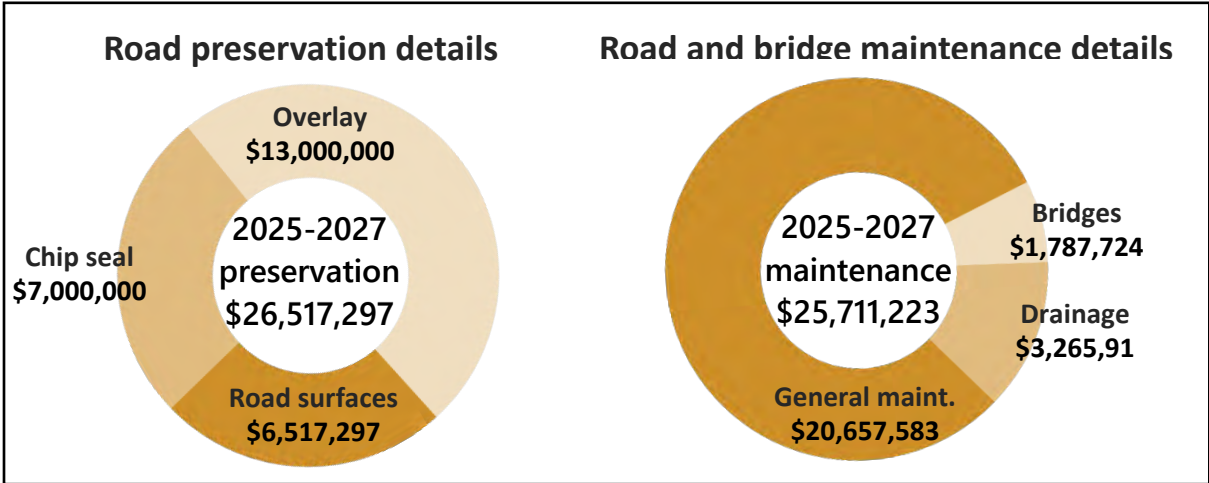 Road preservation details
Overlay
$13,000,000
Chip seal
$7,000,000
2025-2027
preservation
$26,517,297
Road surfaces
$6,517,297
Road and bridge maintenance details
Bridges
$1,787,724
2025-2027
maintenance
$25,711,223
Drainage
$3,265,91
General maint.
$20,657,583